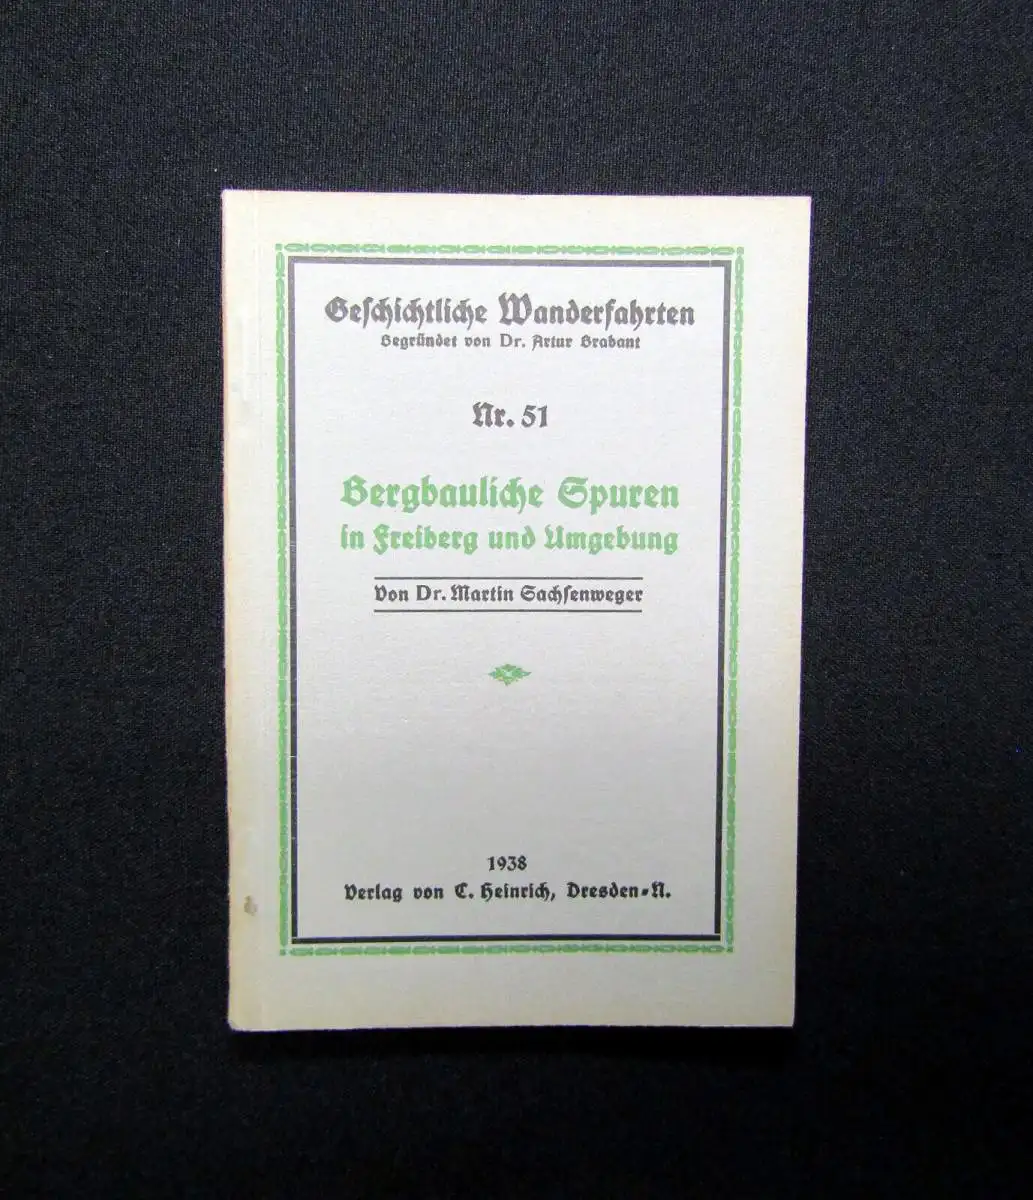 Geschichtliche Wanderfahrten
Begründet von Dr. Artur Brabant
Nr. 51
Bergbauliche Spuren
in Freiberg und Umgebung
Von Dr. Martin Sachsenweger
1938
Verlag von C. Heinrich, Dresden-N.